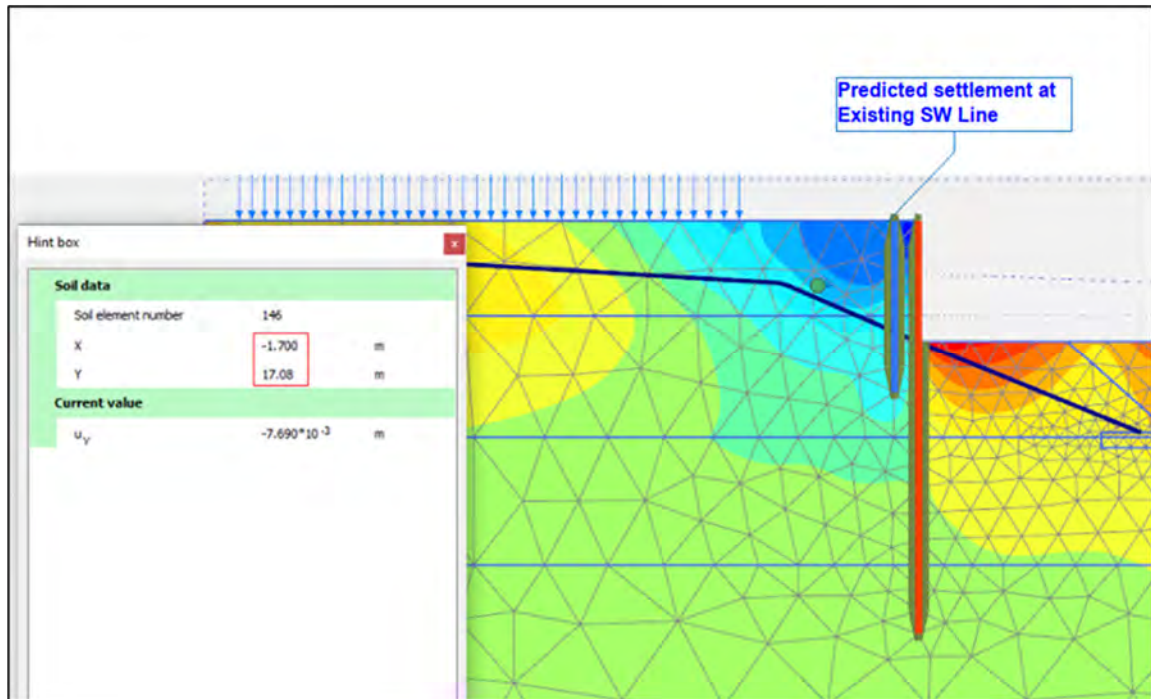 Predicted settlement at
Existing SW Line
Hint box
x
Soil data
Soil element number 146
X -1.700 m
Y 17.08 m
Current value
uY -7.690*10 -3 m